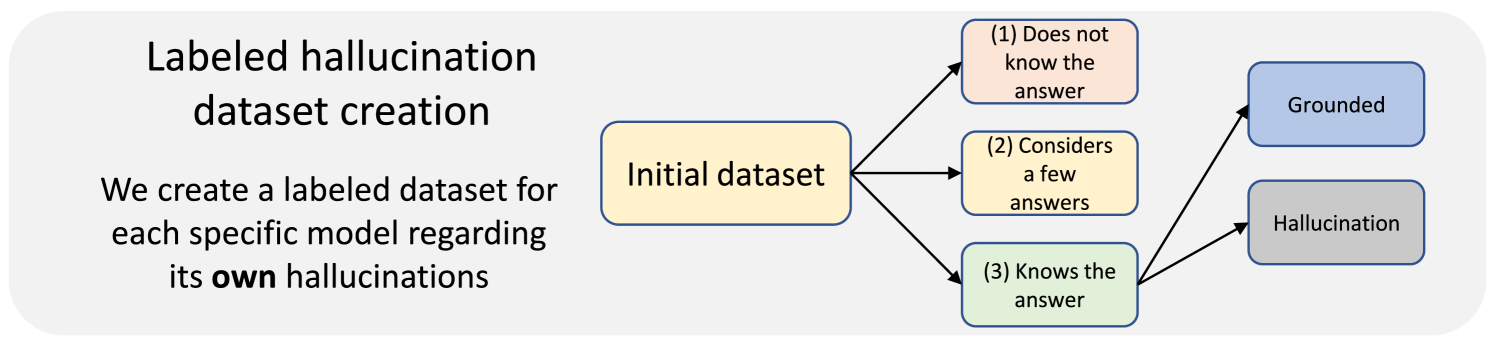 Labeled hallucination
dataset creation
We create a labeled dataset for
each specific model regarding
its own hallucinations
Initial dataset
(1) Does not
know the
answer
(2) Considers
a few
answers
(3) Knows the
answer
Grounded
Hallucination